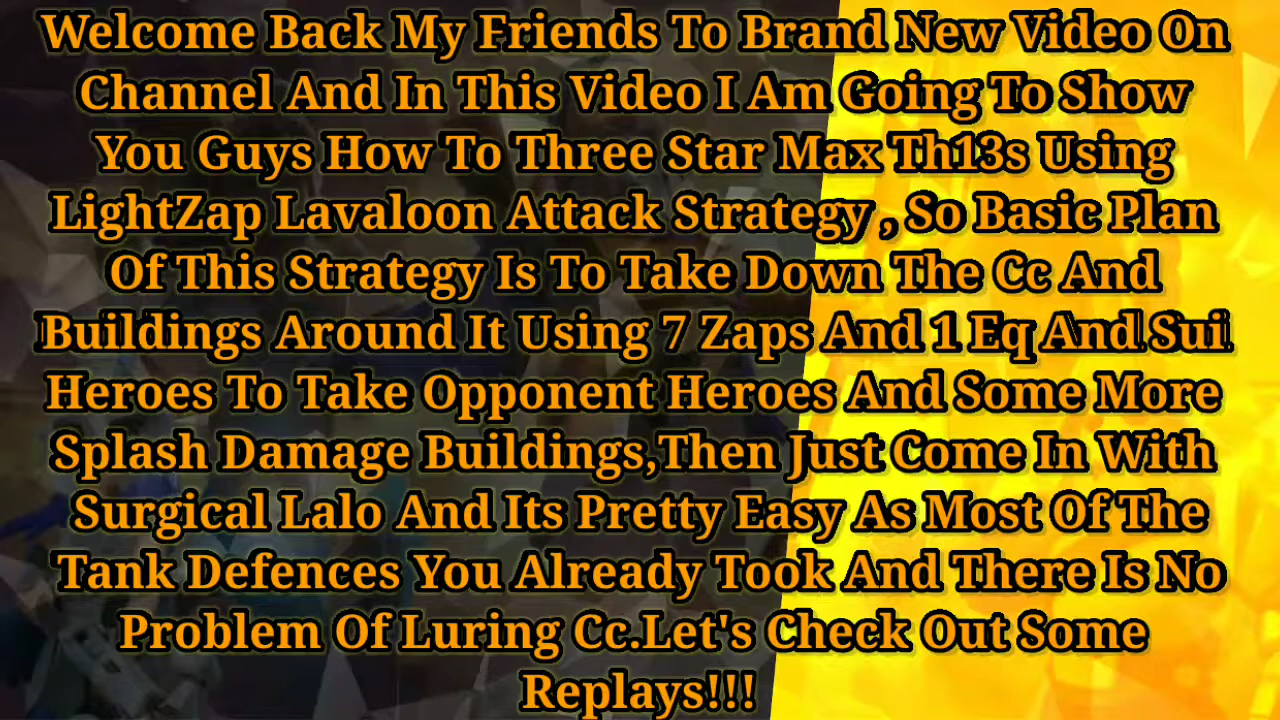 Welcome Back My Friends To Brand New Video On
Channel And In This Video I Am Going To Show
You Guys How To Three Star Max Th13s Using
LightZap Lavaloon Attack Strategy , So Basic Plan
Of This Strategy Is To Take Down The Cc And
Buildings Around It Using 7 Zaps And 1 Eq And Sui
Heroes To Take Opponent Heroes And Some More
Splash Damage Buildings,Then Just Come In With
Surgical Lalo And Its Pretty Easy As Most Of The
Tank Defences You Already Took And There Is No
Problem Of Luring Cc.Let's Check Out Some
Replays!!!